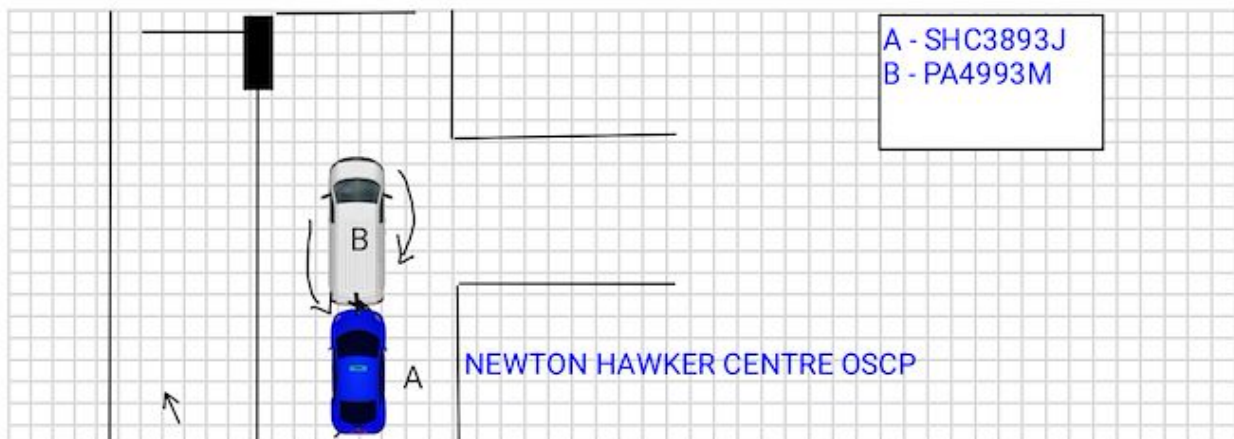 A - SHC3893J
B - PA4993M
B
NEWTON HAWKER CENTRE OSCP
A